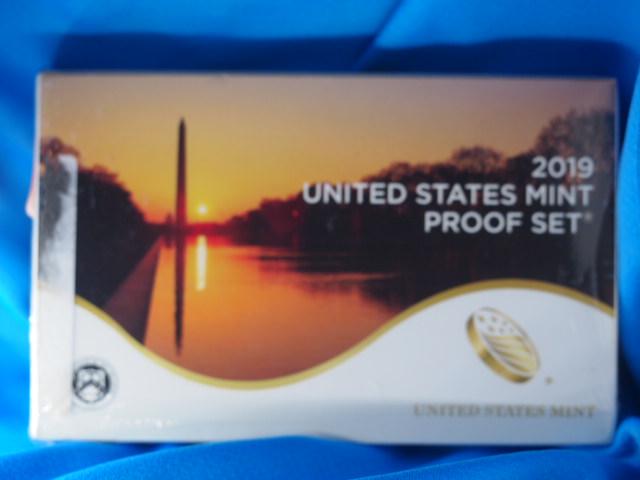 2019
UNITED STATES MINT
PROOF SET®
UNITED STATES MINT